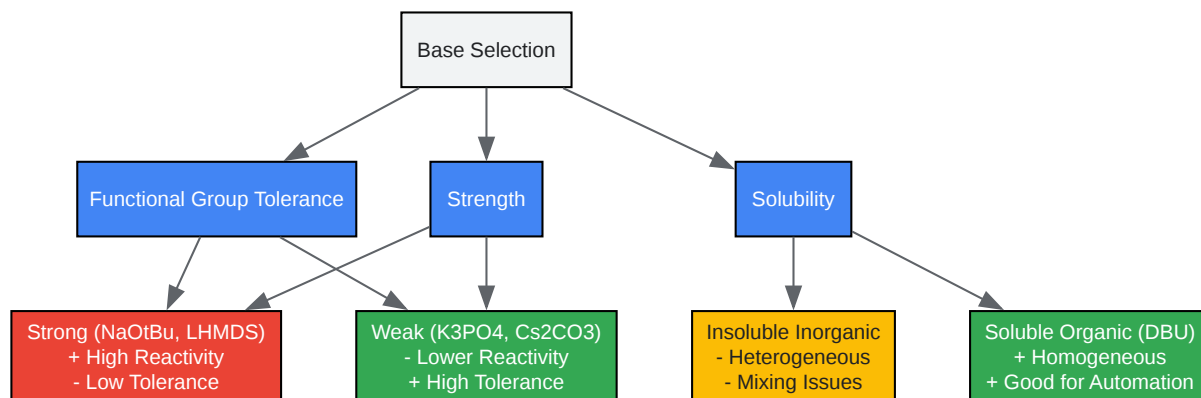 Base Selection
Functional Group Tolerance
Strength
Solubility
Strong (NaOtBu, LHMDS)
+ High Reactivity
- Low Tolerance
Weak (K3PO4, Cs2CO3)
- Lower Reactivity
+ High Tolerance
Insoluble Inorganic
- Heterogeneous
- Mixing Issues
Soluble Organic (DBU)
+ Homogeneous
+ Good for Automation